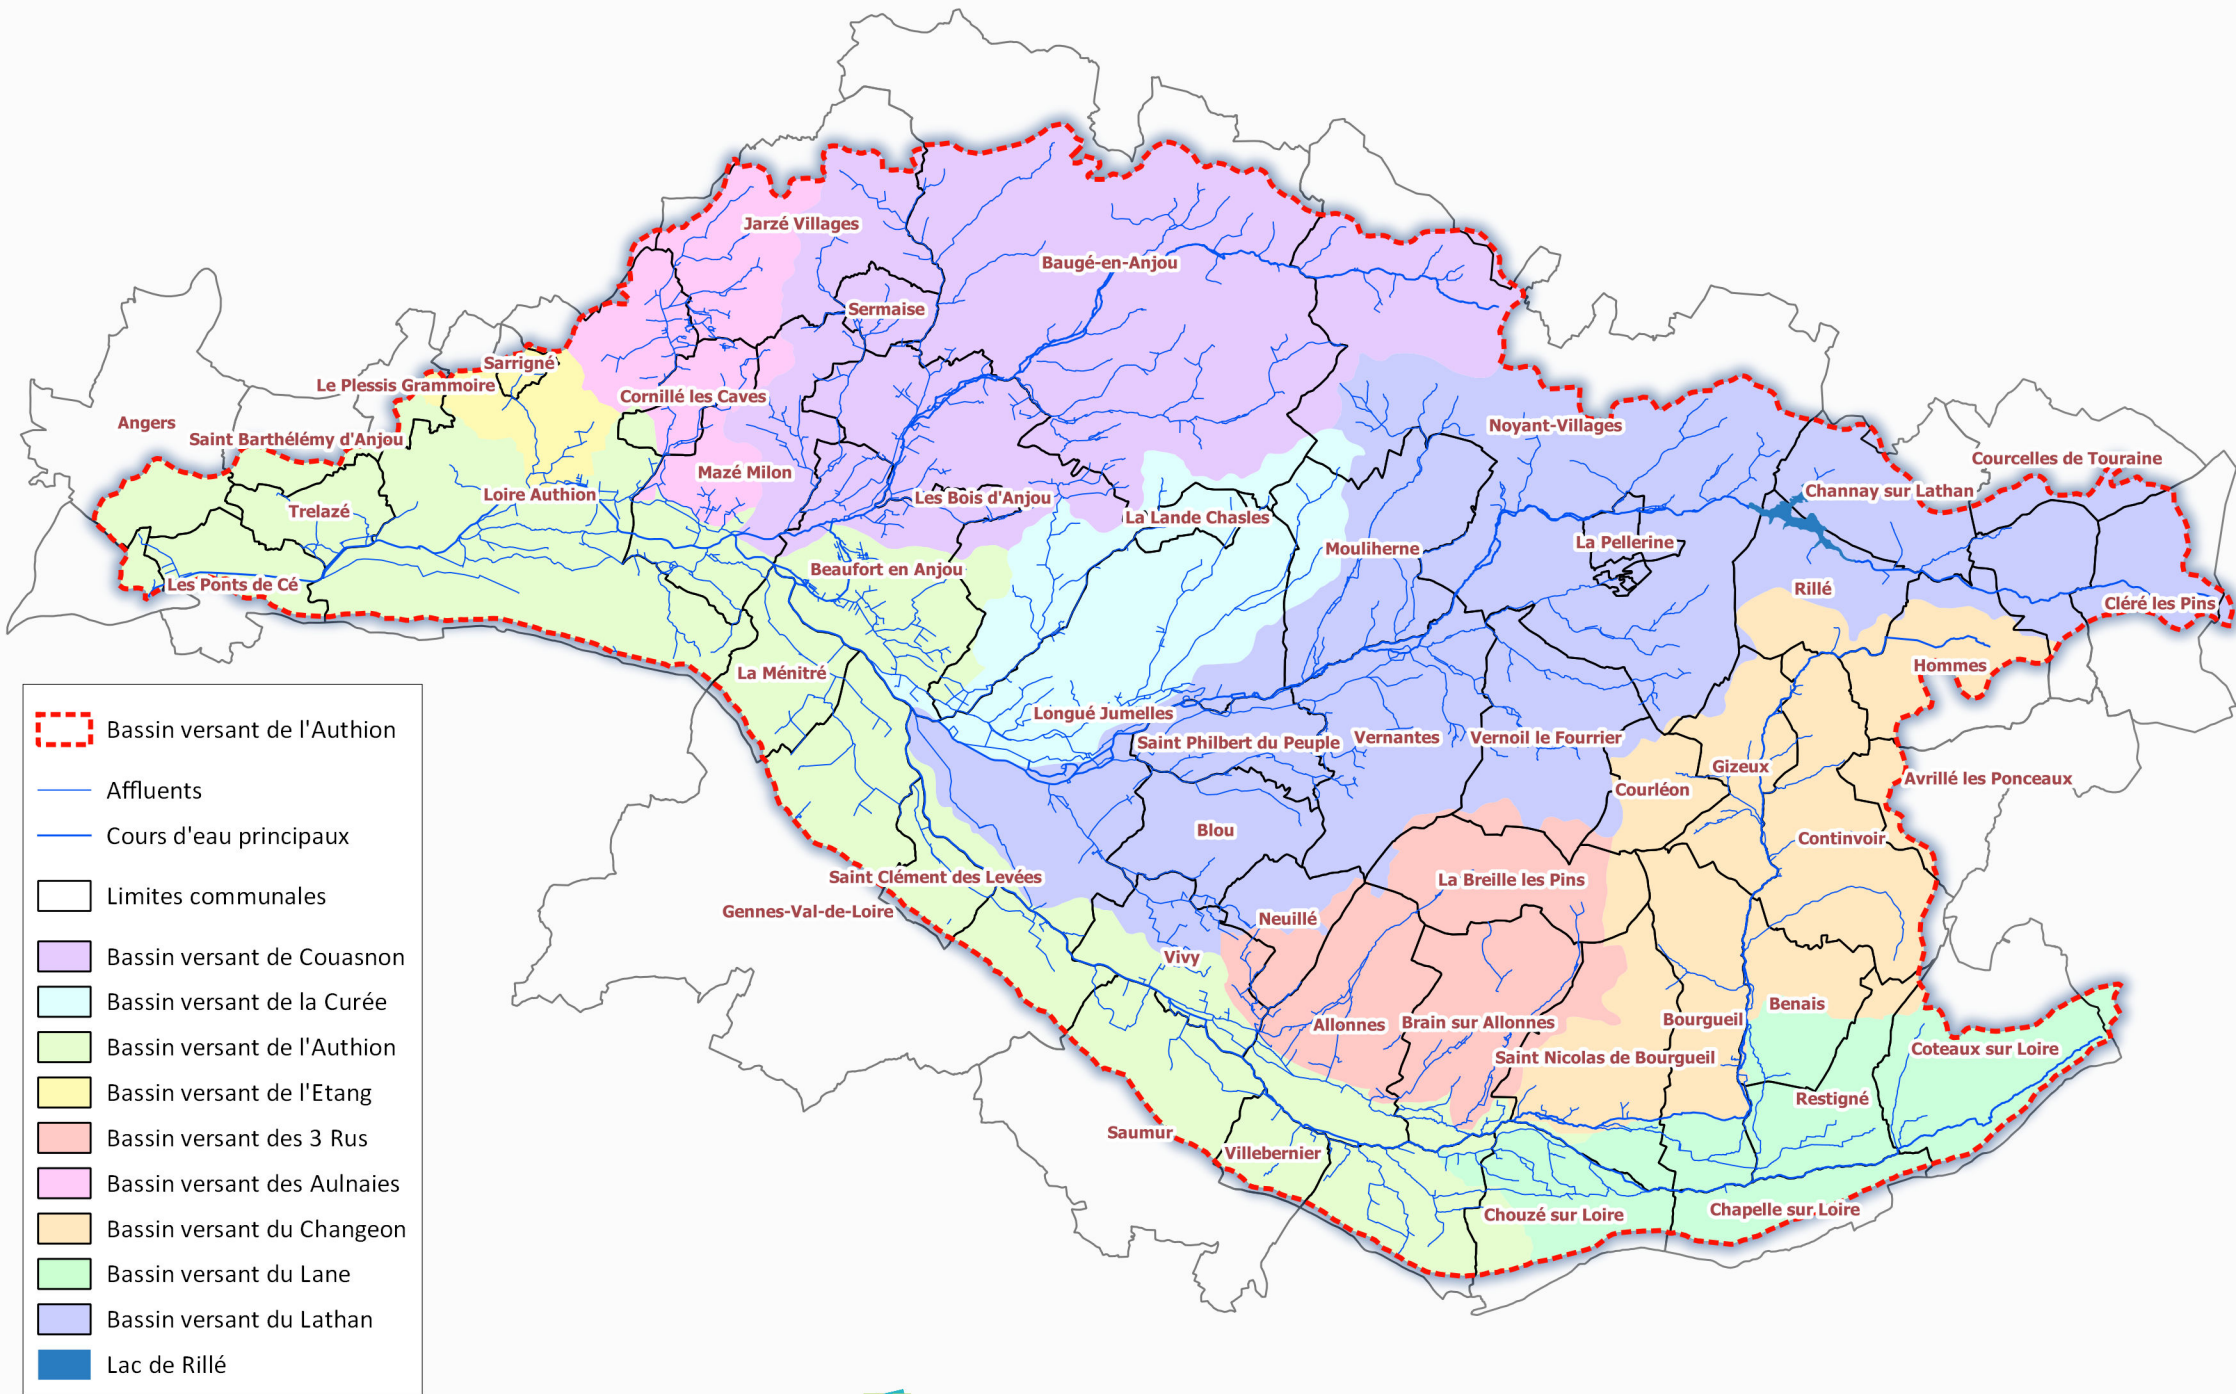 Jarzé Villages
Baugé-en-Anjou
Sermaise
Sarrigné
Le Plessis Grammoire
Cornillé les Caves
Angers
Saint Barthélémy d'Anjou
Noyant-Villages
Courcelles de Touraine
Mazé Milon
Loire Authion
Les Bois d'Anjou
Channay sur Lathan
Trelazé
La Lande Chasles
Mouliherne
La Pellerine
Beaufort en Anjou
Les Ponts de Cé
Rillé
Cléré les Pins
La Ménitré
Hommes
Longué Jumelles
Saint Philbert du Peuple
Vernantes
Vernoil le Fourrier
Gizeux
Avrillé les Ponceaux
Courléon
Blou
Continvoir
Saint Clément des Levées
La Breille les Pins
Gennes-Val-de-Loire
Neuillé
Vivy
Benais
Allonnes
Brain sur Allonnes
Bourgueil
Saint Nicolas de Bourgueil
Coteaux sur Loire
Restigné
Saumur
Villebernier
Chouzé sur Loire
Chapelle sur Loire
Bassin versant de l'Authion
Affluents
Cours d'eau principaux
Limites communales
Bassin versant de Couasnon
Bassin versant de la Curée
Bassin versant de l'Authion
Bassin versant de l'Etang
Bassin versant des 3 Rus
Bassin versant des Aulnaies
Bassin versant du Changeon
Bassin versant du Lane
Bassin versant du Lathan
Lac de Rillé